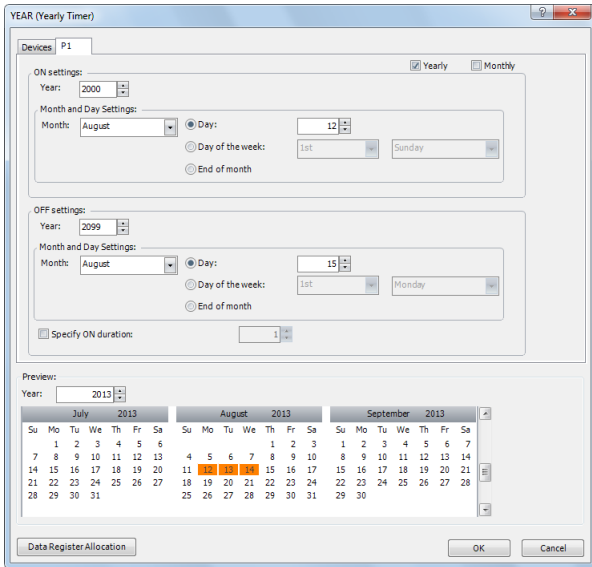 YEAR (Yearly Timer)
Devices P1
Yearly Monthly
ON settings:
Year: 2000
Month and Day Settings:
Month: August Day: 12
Day of the week: 1st Sunday
End of month
OFF settings:
Year: 2099
Month and Day Settings:
Month: August Day: 15
Day of the week: 1st Monday
End of month
Specify ON duration: 1
Preview:
Year: 2013
July 2013 August 2013 September 2013
Su Mo Tu We Th Fr Sa Su Mo Tu We Th Fr Sa Su Mo Tu We Th Fr Sa
1 2 3 4 5 6 1 2 3 1 2 3 4 5 6 7
7 8 9 10 11 12 13 4 5 6 7 8 9 10 8 9 10 11 12 13 14
14 15 16 17 18 19 20 11 12 13 14 15 16 17 15 16 17 18 19 20 21
21 22 23 24 25 26 27 18 19 20 21 22 23 24 22 23 24 25 26 27 28
28 29 30 31 25 26 27 28 29 30 31 29 30
Data Register Allocation OK Cancel